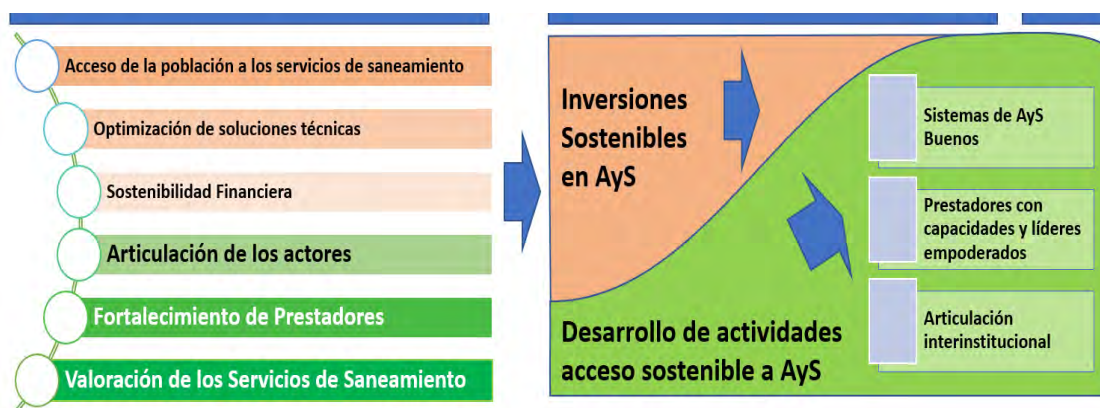 Acceso de la población a los servicios de saneamiento
Optimización de soluciones técnicas
Sostenibilidad Financiera
Articulación de los actores
Fortalecimiento de Prestadores
Valoración de los Servicios de Saneamiento
Inversiones
Sostenibles
en AyS
Desarrollo de actividades
acceso sostenible a AyS
Sistemas de AyS
Buenos
Prestadores con
capacidades y líderes
empoderados
Articulación
interinstitucional